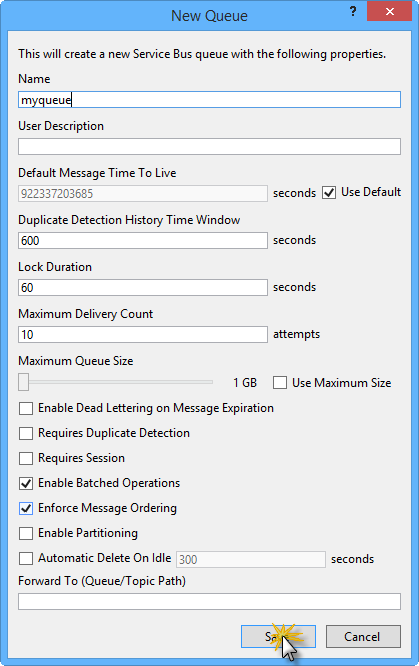 New Queue
?
This will create a new Service Bus queue with the following properties.
Name
myqueue
User Description
Default Message Time To Live
922337203685 seconds Use Default
Duplicate Detection History Time Window
600 seconds
Lock Duration
60 seconds
Maximum Delivery Count
10 attempts
Maximum Queue Size
1 GB Use Maximum Size
Enable Dead Lettering on Message Expiration
Requires Duplicate Detection
Requires Session
Enable Batched Operations
Enforce Message Ordering
Enable Partitioning
Automatic Delete On Idle 300 seconds
Forward To (Queue/Topic Path)
Cancel